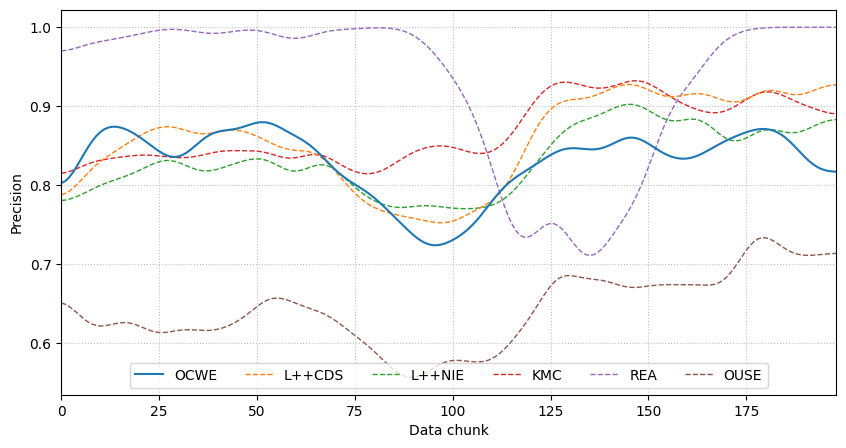 1.0
0.9
0.8
0.7
0.6
Precision
OCWE L++CDS L++NIE KMC REA OUSE
0 25 50 75 100 125 150 175
Data chunk